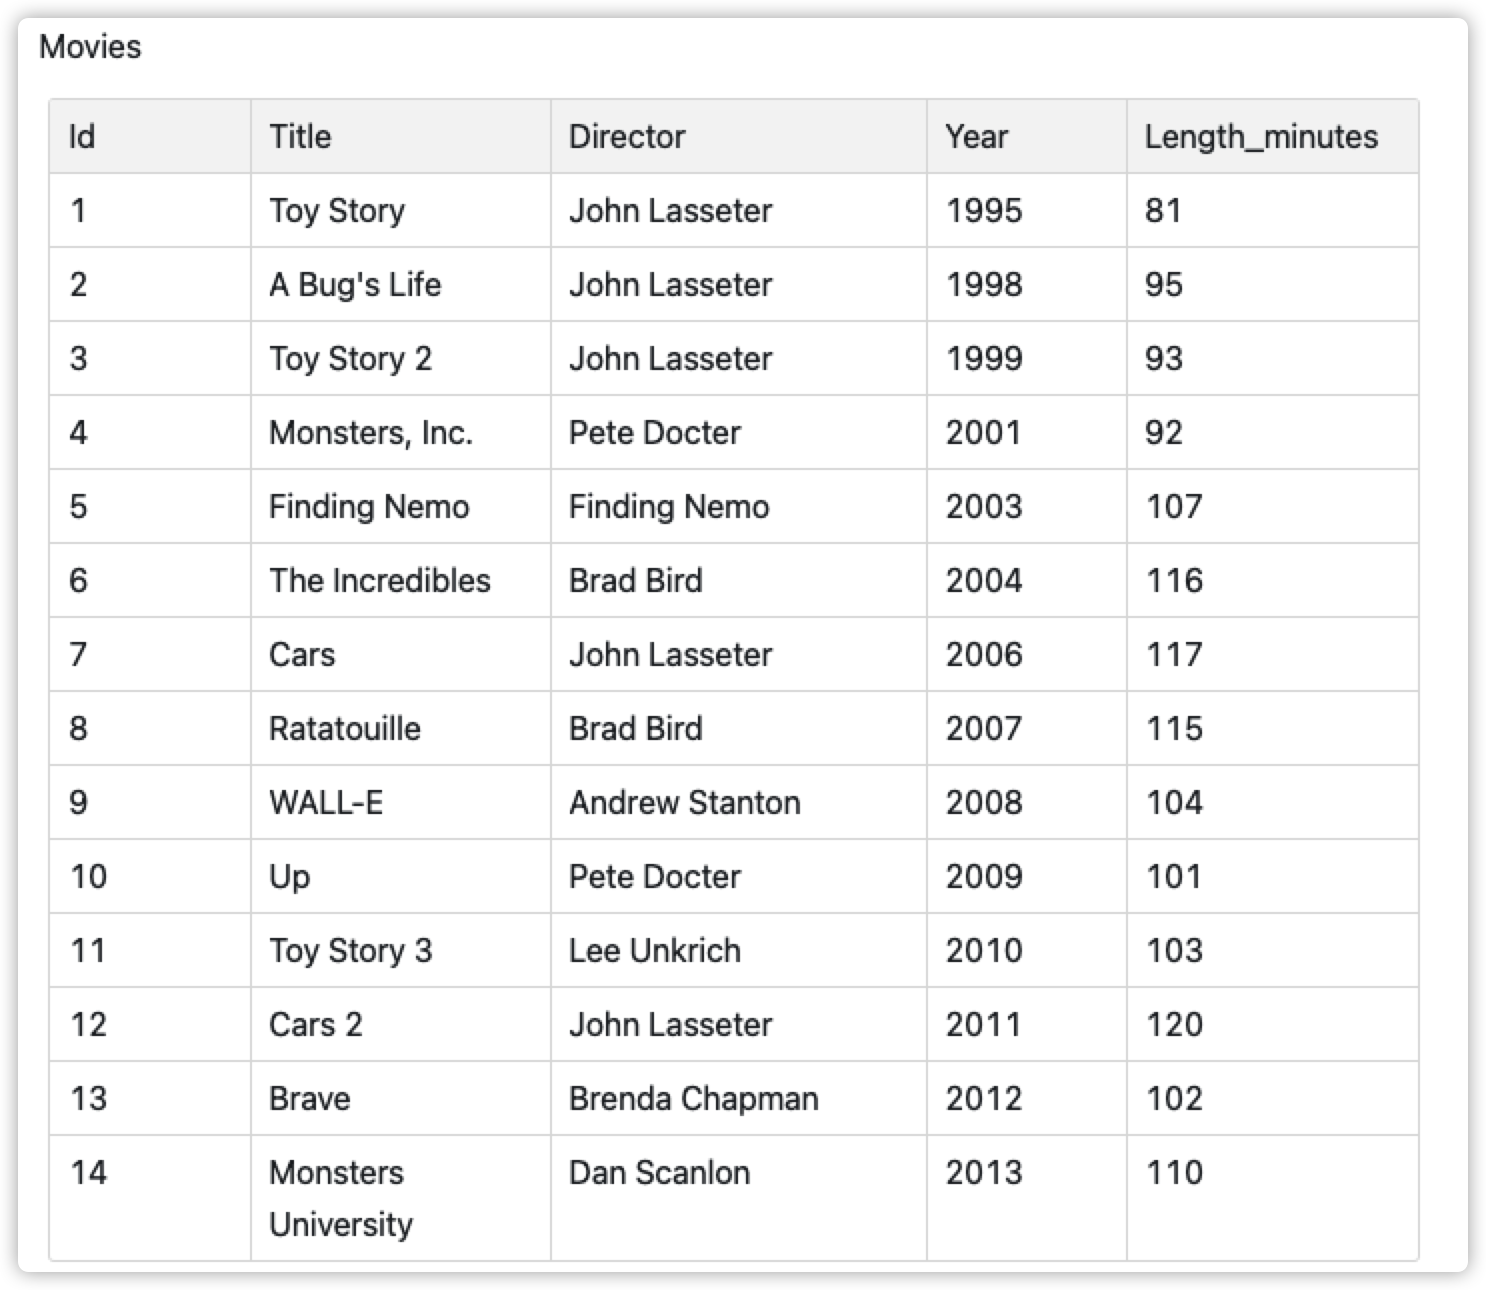 Movies
Id Title Director Year Length_minutes
1 Toy Story John Lasseter 1995 81
2 A Bug's Life John Lasseter 1998 95
3 Toy Story 2 John Lasseter 1999 93
4 Monsters, Inc. Pete Docter 2001 92
5 Finding Nemo Finding Nemo 2003 107
6 The Incredibles Brad Bird 2004 116
7 Cars John Lasseter 2006 117
8 Ratatouille Brad Bird 2007 115
9 WALL-E Andrew Stanton 2008 104
10 Up Pete Docter 2009 101
11 Toy Story 3 Lee Unkrich 2010 103
12 Cars 2 John Lasseter 2011 120
13 Brave Brenda Chapman 2012 102
14 Monsters Dan Scanlon 2013 110
University